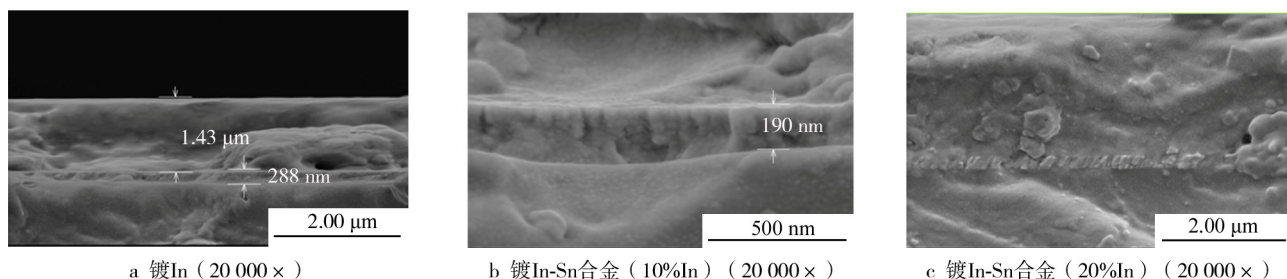 1.43 μm
288 nm
2.00 μm
a 镀In（20 000×）
190 nm
500 nm
b 镀In-Sn合金（10%In）（20 000×）
2.00 μm
c 镀In-Sn合金（20%In）（20 000×）